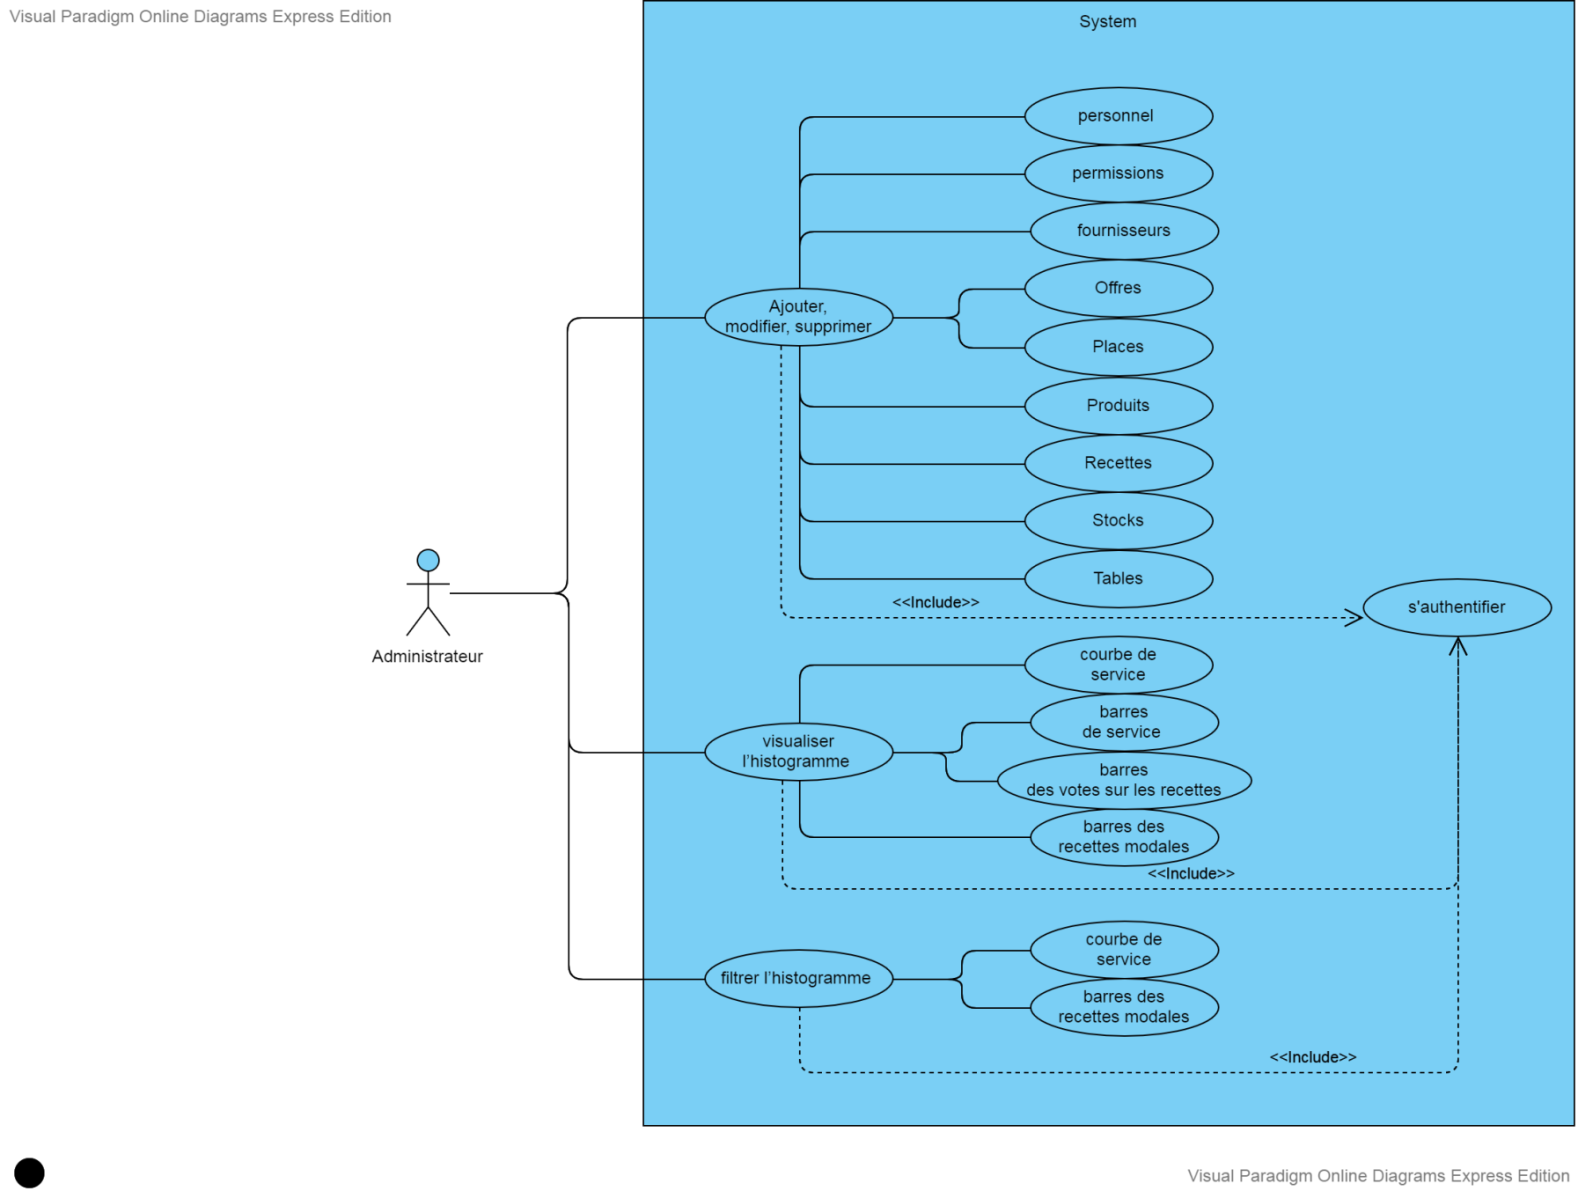 Visual Paradigm Online Diagrams Express Edition
System
personnel
permissions
fournisseurs
Offres
Ajouter,
modifier, supprimer
Places
Produits
Recettes
Stocks
Tables
<<Include>>
s'authentifier
Administrateur
courbe de
service
barres
de service
visualiser
l'histogramme
barres
des votes sur les recettes
barres des
recettes modales
<<Include>>
courbe de
service
filtrer l'histogramme
barres des
recettes modales
<<Include>>
Visual Paradigm Online Diagrams Express Edition